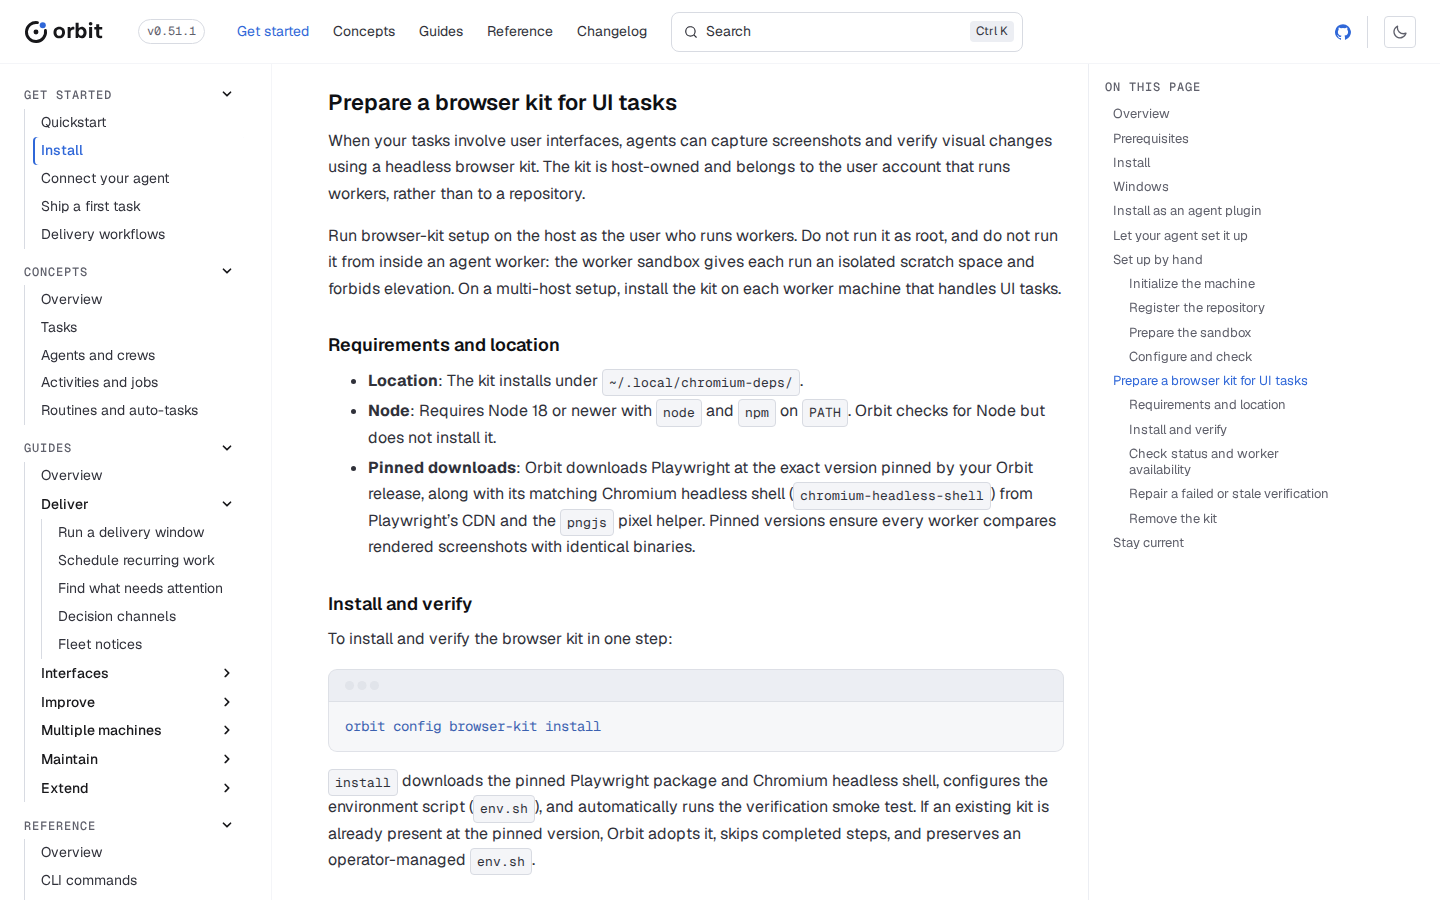 orbit
v0.51.1
Get started
Concepts
Guides
Reference
Changelog
Search
Ctrl K
GET STARTED
Quickstart
Install
Connect your agent
Ship a first task
Delivery workflows
CONCEPTS
Overview
Tasks
Agents and crews
Activities and jobs
Routines and auto-tasks
GUIDES
Overview
Deliver
Run a delivery window
Schedule recurring work
Find what needs attention
Decision channels
Fleet notices
Interfaces
Improve
Multiple machines
Maintain
Extend
REFERENCE
Overview
CLI commands
Prepare a browser kit for UI tasks
When your tasks involve user interfaces, agents can capture screenshots and verify visual changes
using a headless browser kit. The kit is host-owned and belongs to the user account that runs
workers, rather than to a repository.
Run browser-kit setup on the host as the user who runs workers. Do not run it as root, and do not run
it from inside an agent worker: the worker sandbox gives each run an isolated scratch space and
forbids elevation. On a multi-host setup, install the kit on each worker machine that handles UI tasks.
Requirements and location
• Location: The kit installs under ~/.local/chromium-deps/.
• Node: Requires Node 18 or newer with node and npm on PATH. Orbit checks for Node but
does not install it.
• Pinned downloads: Orbit downloads Playwright at the exact version pinned by your Orbit
release, along with its matching Chromium headless shell (chromium-headless-shell) from
Playwright's CDN and the pngjs pixel helper. Pinned versions ensure every worker compares
rendered screenshots with identical binaries.
Install and verify
To install and verify the browser kit in one step:
orbit config browser-kit install
install downloads the pinned Playwright package and Chromium headless shell, configures the
environment script (env.sh), and automatically runs the verification smoke test. If an existing kit is
already present at the pinned version, Orbit adopts it, skips completed steps, and preserves an
operator-managed env.sh.
ON THIS PAGE
Overview
Prerequisites
Install
Windows
Install as an agent plugin
Let your agent set it up
Set up by hand
Initialize the machine
Register the repository
Prepare the sandbox
Configure and check
Prepare a browser kit for UI tasks
Requirements and location
Install and verify
Check status and worker
availability
Repair a failed or stale verification
Remove the kit
Stay current